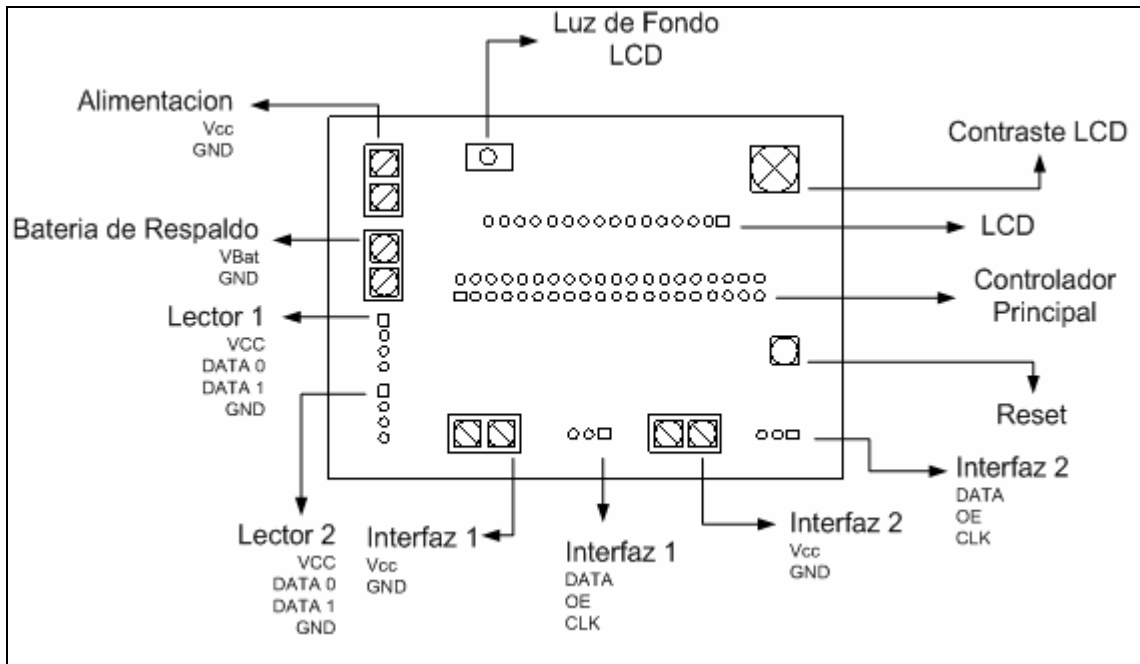 Luz de Fondo
LCD
Alimentacion
Vcc
GND
Contraste LCD
Bateria de Respaldo
VBat
GND
LCD
Controlador
Principal
Lector 1
VCC
DATA 0
DATA 1
GND
Reset
Interfaz 2
DATA
OE
CLK
Lector 2
VCC
DATA 0
DATA 1
GND
Interfaz 1
Vcc
GND
Interfaz 1
DATA
OE
CLK
Interfaz 2
Vcc
GND